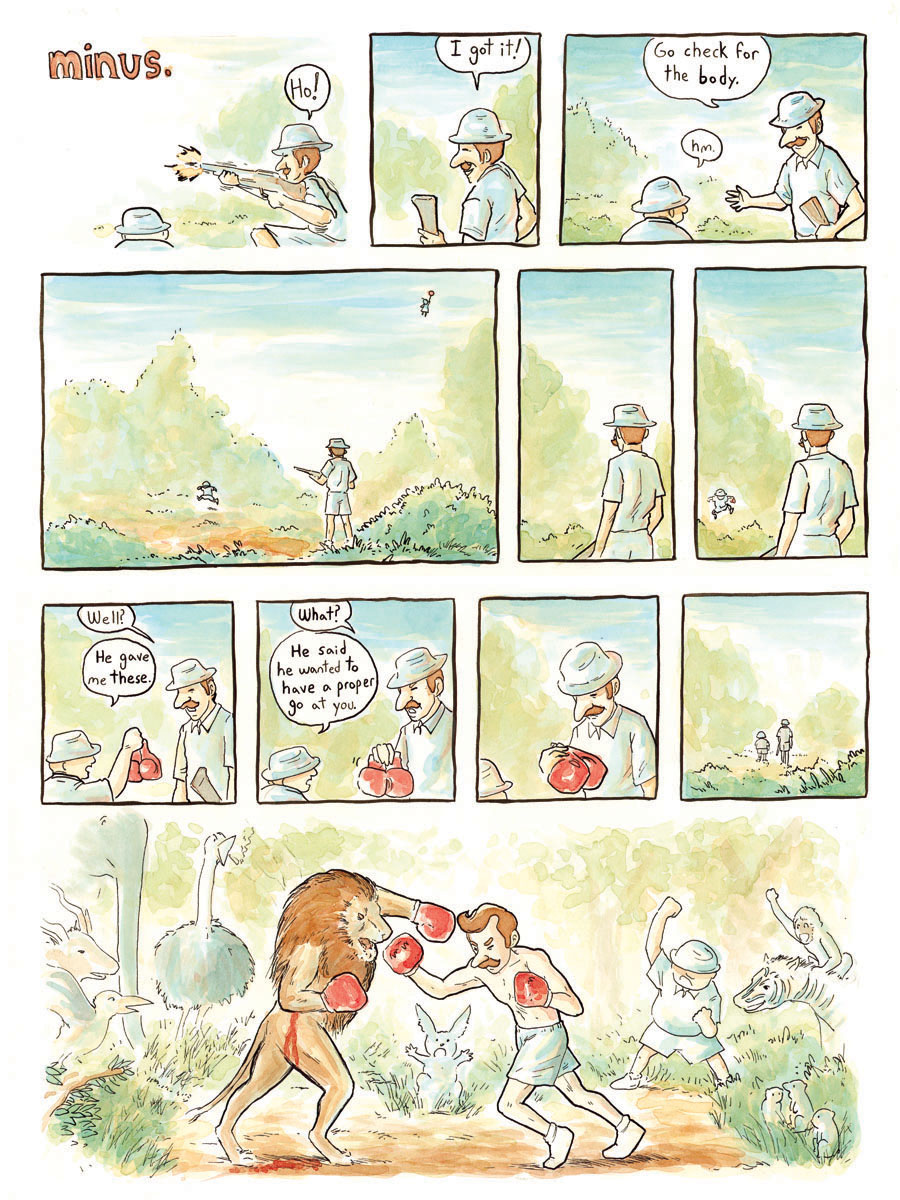 minus.
Ho!
I got it!
Go check for
the body.
hm.
Well?
He gave
me these.
What?
He said
he wanted to
have a proper
go at you.